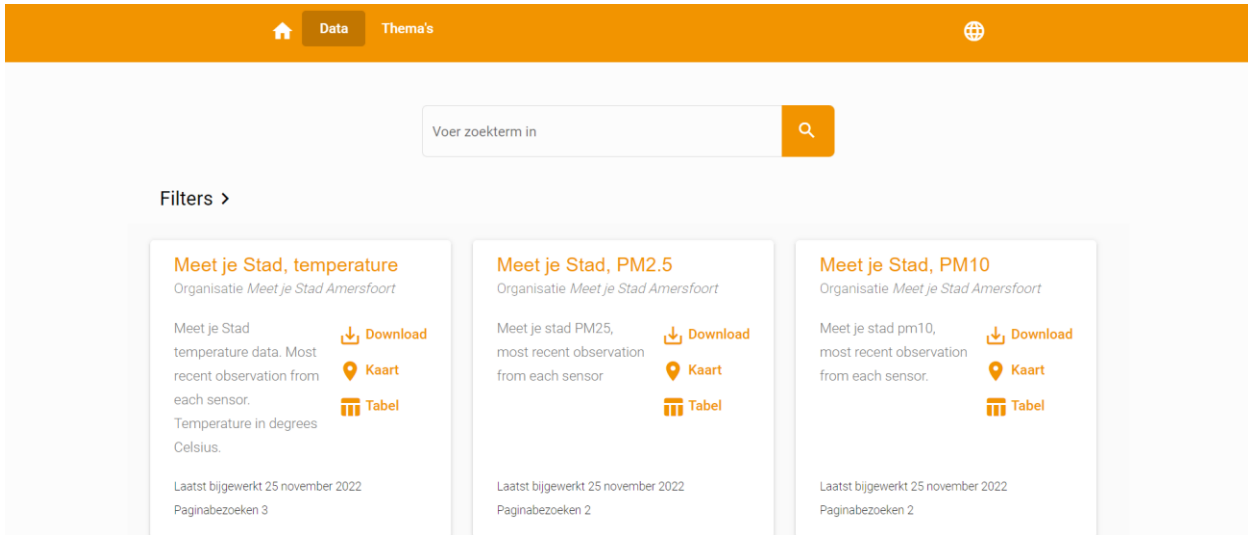 Data Thema's
Voer zoekterm in
Filters
Meet je Stad, temperature
Organisatie Meet je Stad Amersfoort
Meet je Stad
temperature data. Most
recent observation from
each sensor.
Temperature in degrees
Celsius.
Download
Kaart
Tabel
Laatst bijgewerkt 25 november 2022
Paginabezoeken 3
Meet je Stad, PM2.5
Organisatie Meet je Stad Amersfoort
Meet je stad PM25,
most recent observation
from each sensor
Download
Kaart
Tabel
Laatst bijgewerkt 25 november 2022
Paginabezoeken 2
Meet je Stad, PM10
Organisatie Meet je Stad Amersfoort
Meet je stad pm10,
most recent observation
from each sensor.
Download
Kaart
Tabel
Laatst bijgewerkt 25 november 2022
Paginabezoeken 2